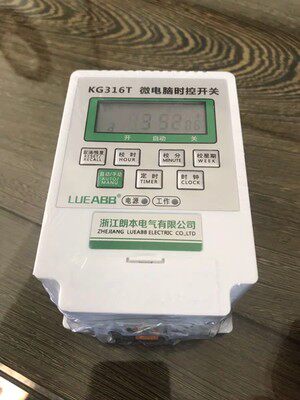 KG316T 微电脑时控开关
开 自动 关
取消/恢复 校时 校分 校星期
RECALL HOUR MINUTE WEEK
自动/手动 定时 时钟
AUTO/MANU TIMER CLOCK
LUEABB 电源 工作
浙江朗本电气有限公司
ZHEJIANG LUEABB ELECTRIC CO.,LTD